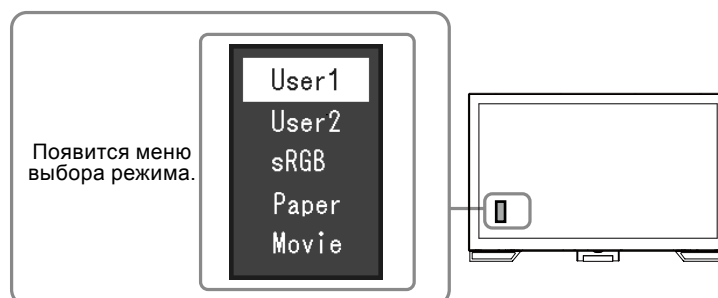 Появится меню
выбора режима.
User1
User2
sRGB
Paper
Movie